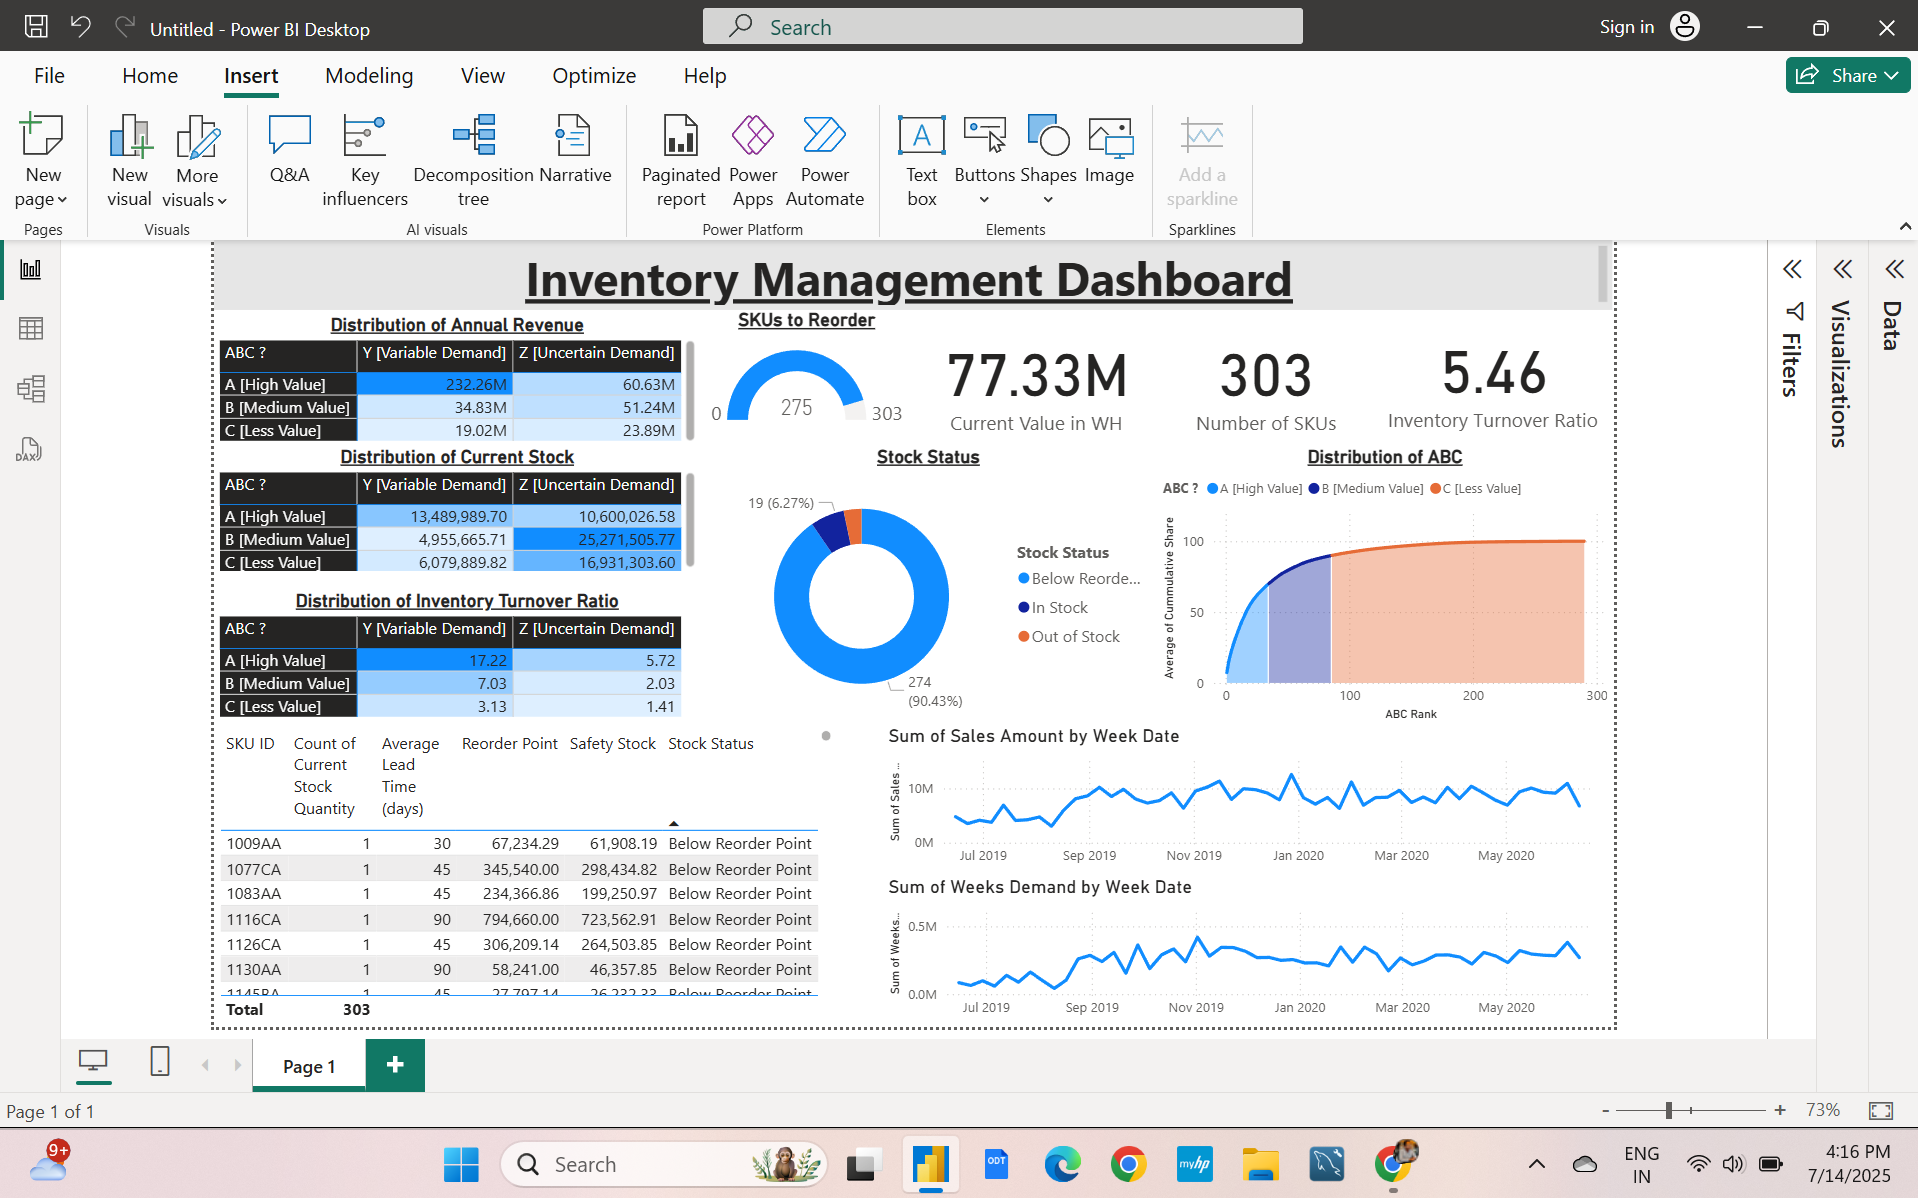 Untitled - Power BI Desktop
Search
Sign in
File Home Insert Modeling View Optimize Help
Share
New page
New visual
More visuals
Q&A
Key influencers
Decomposition tree
Narrative
Paginated report
Power Apps
Power Automate
Text box
Buttons
Shapes
Image
Add a sparkline
Pages
Visuals
AI visuals
Power Platform
Elements
Sparklines
Inventory Management Dashboard
Distribution of Annual Revenue
ABC ? Y [Variable Demand] Z [Uncertain Demand]
A [High Value] 232.26M 60.63M
B [Medium Value] 34.83M 51.24M
C [Less Value] 19.02M 23.89M
SKUs to Reorder
0 275 303
77.33M
Current Value in WH
303
Number of SKUs
5.46
Inventory Turnover Ratio
Distribution of Current Stock
ABC ? Y [Variable Demand] Z [Uncertain Demand]
A [High Value] 13,489,989.70 10,600,026.58
B [Medium Value] 4,955,665.71 25,271,505.77
C [Less Value] 6,079,889.82 16,931,303.60
Distribution of Inventory Turnover Ratio
ABC ? Y [Variable Demand] Z [Uncertain Demand]
A [High Value] 17.22 5.72
B [Medium Value] 7.03 2.03
C [Less Value] 3.13 1.41
Stock Status
19 (6.27%)
274
(90.43%)
Stock Status
Below Reorde...
In Stock
Out of Stock
Distribution of ABC
ABC ? A [High Value] B [Medium Value] C [Less Value]
Average of Cummulative Share
100
50
0
0 100 200 300
ABC Rank
SKU ID Count of Current Stock Quantity Average Lead Time (days) Reorder Point Safety Stock Stock Status
1009AA 1 30 67,234.29 61,908.19 Below Reorder Point
1077CA 1 45 345,540.00 298,434.82 Below Reorder Point
1083AA 1 45 234,366.86 199,250.97 Below Reorder Point
1116CA 1 90 794,660.00 723,562.91 Below Reorder Point
1126CA 1 45 306,209.14 264,503.85 Below Reorder Point
1130AA 1 90 58,241.00 46,357.85 Below Reorder Point
1145BA 1 45 27,797.14 26,232.33 Below Reorder Point
Total 303
Sum of Sales Amount by Week Date
Sum of Sales ...
10M
0M
Jul 2019 Sep 2019 Nov 2019 Jan 2020 Mar 2020 May 2020
Sum of Weeks Demand by Week Date
Sum of Weeks...
0.5M
0.0M
Jul 2019 Sep 2019 Nov 2019 Jan 2020 Mar 2020 May 2020
Filters
Visualizations
Data
DAX
Page 1
+
Page 1 of 1
- + 73%
9+
Search
ODT
myhp
ENG
IN
4:16 PM
7/14/2025